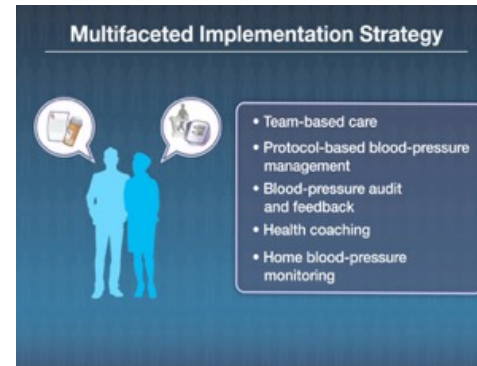 Multifaceted Implementation Strategy
• Team-based care
• Protocol-based blood-pressure
management
• Blood-pressure audit
and feedback
• Health coaching
• Home blood-pressure
monitoring